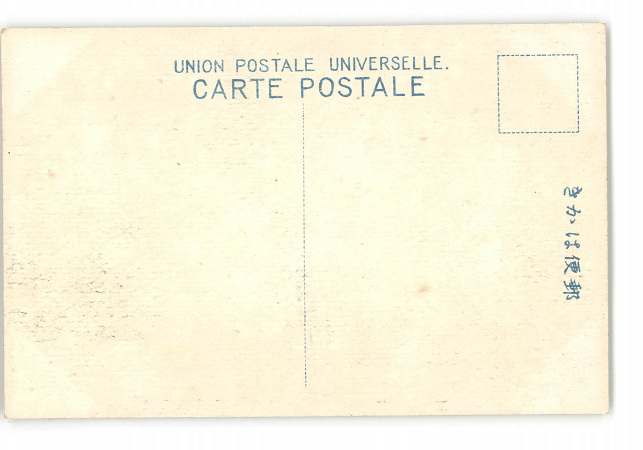 UNION POSTALE UNIVERSELLE.
CARTE POSTALE
郵便はかき